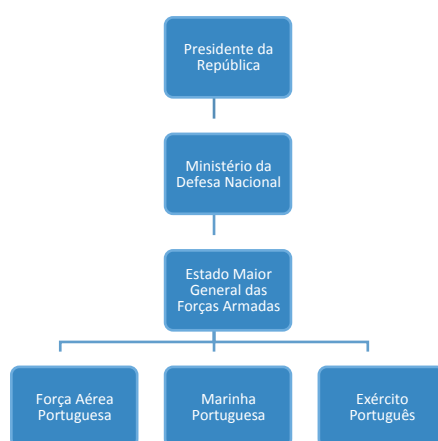 Presidente da
República
Ministério da
Defesa Nacional
Estado Maior
General das
Forças Armadas
Força Aérea
Portuguesa
Marinha
Portuguesa
Exército
Português